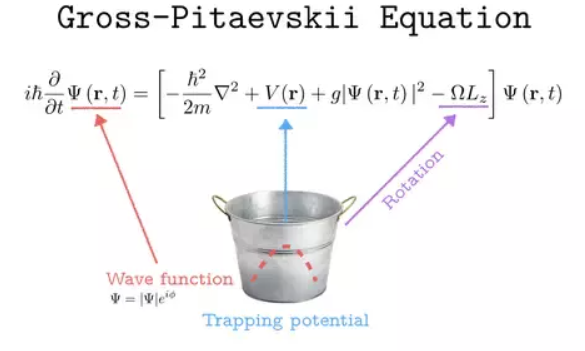 Gross-Pitaevskii Equation
iħ ∂/∂t Ψ (r, t) = [ -ħ²/2m ∇² + V(r) + g|Ψ (r, t) |² − ΩL_z ] Ψ (r, t)
Rotation
Wave function
Ψ = |Ψ|e^{iϕ}
Trapping potential